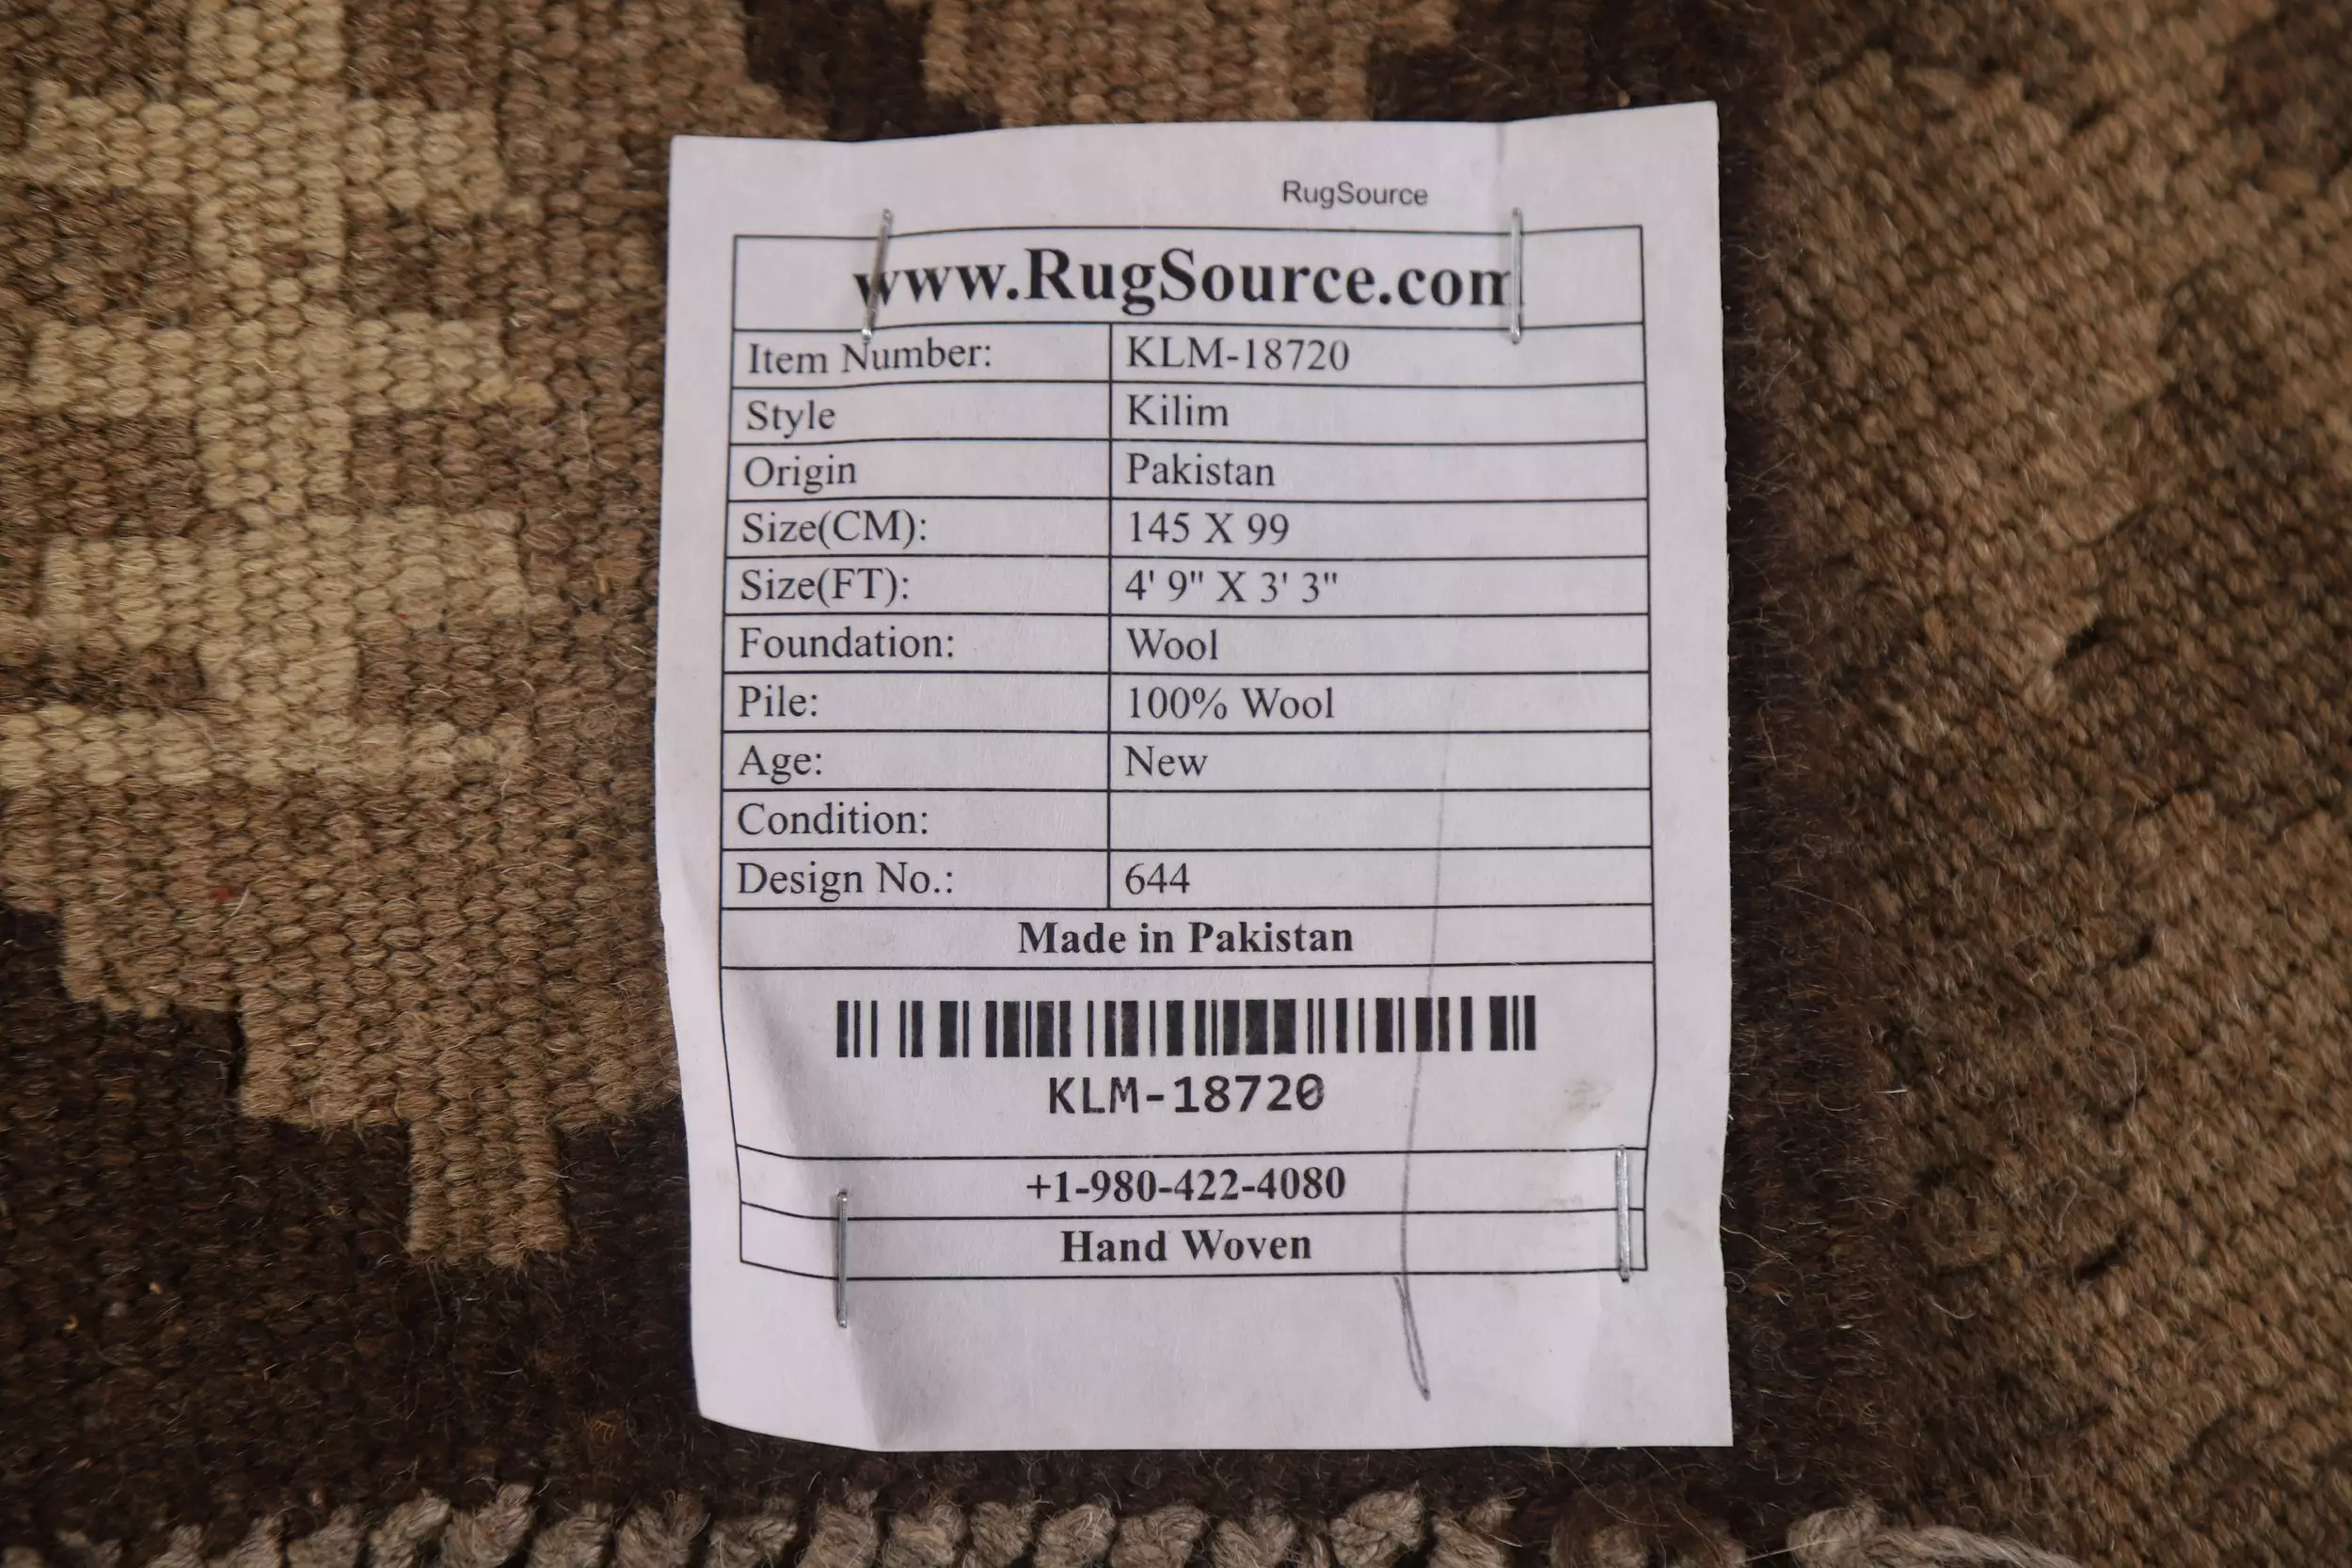 RugSource
www.RugSource.com
Item Number: KLM-18720
Style Kilim
Origin Pakistan
Size(CM): 145 X 99
Size(FT): 4' 9" X 3' 3"
Foundation: Wool
Pile: 100% Wool
Age: New
Condition:
Design No.: 644
Made in Pakistan
KLM-18720
+1-980-422-4080
Hand Woven